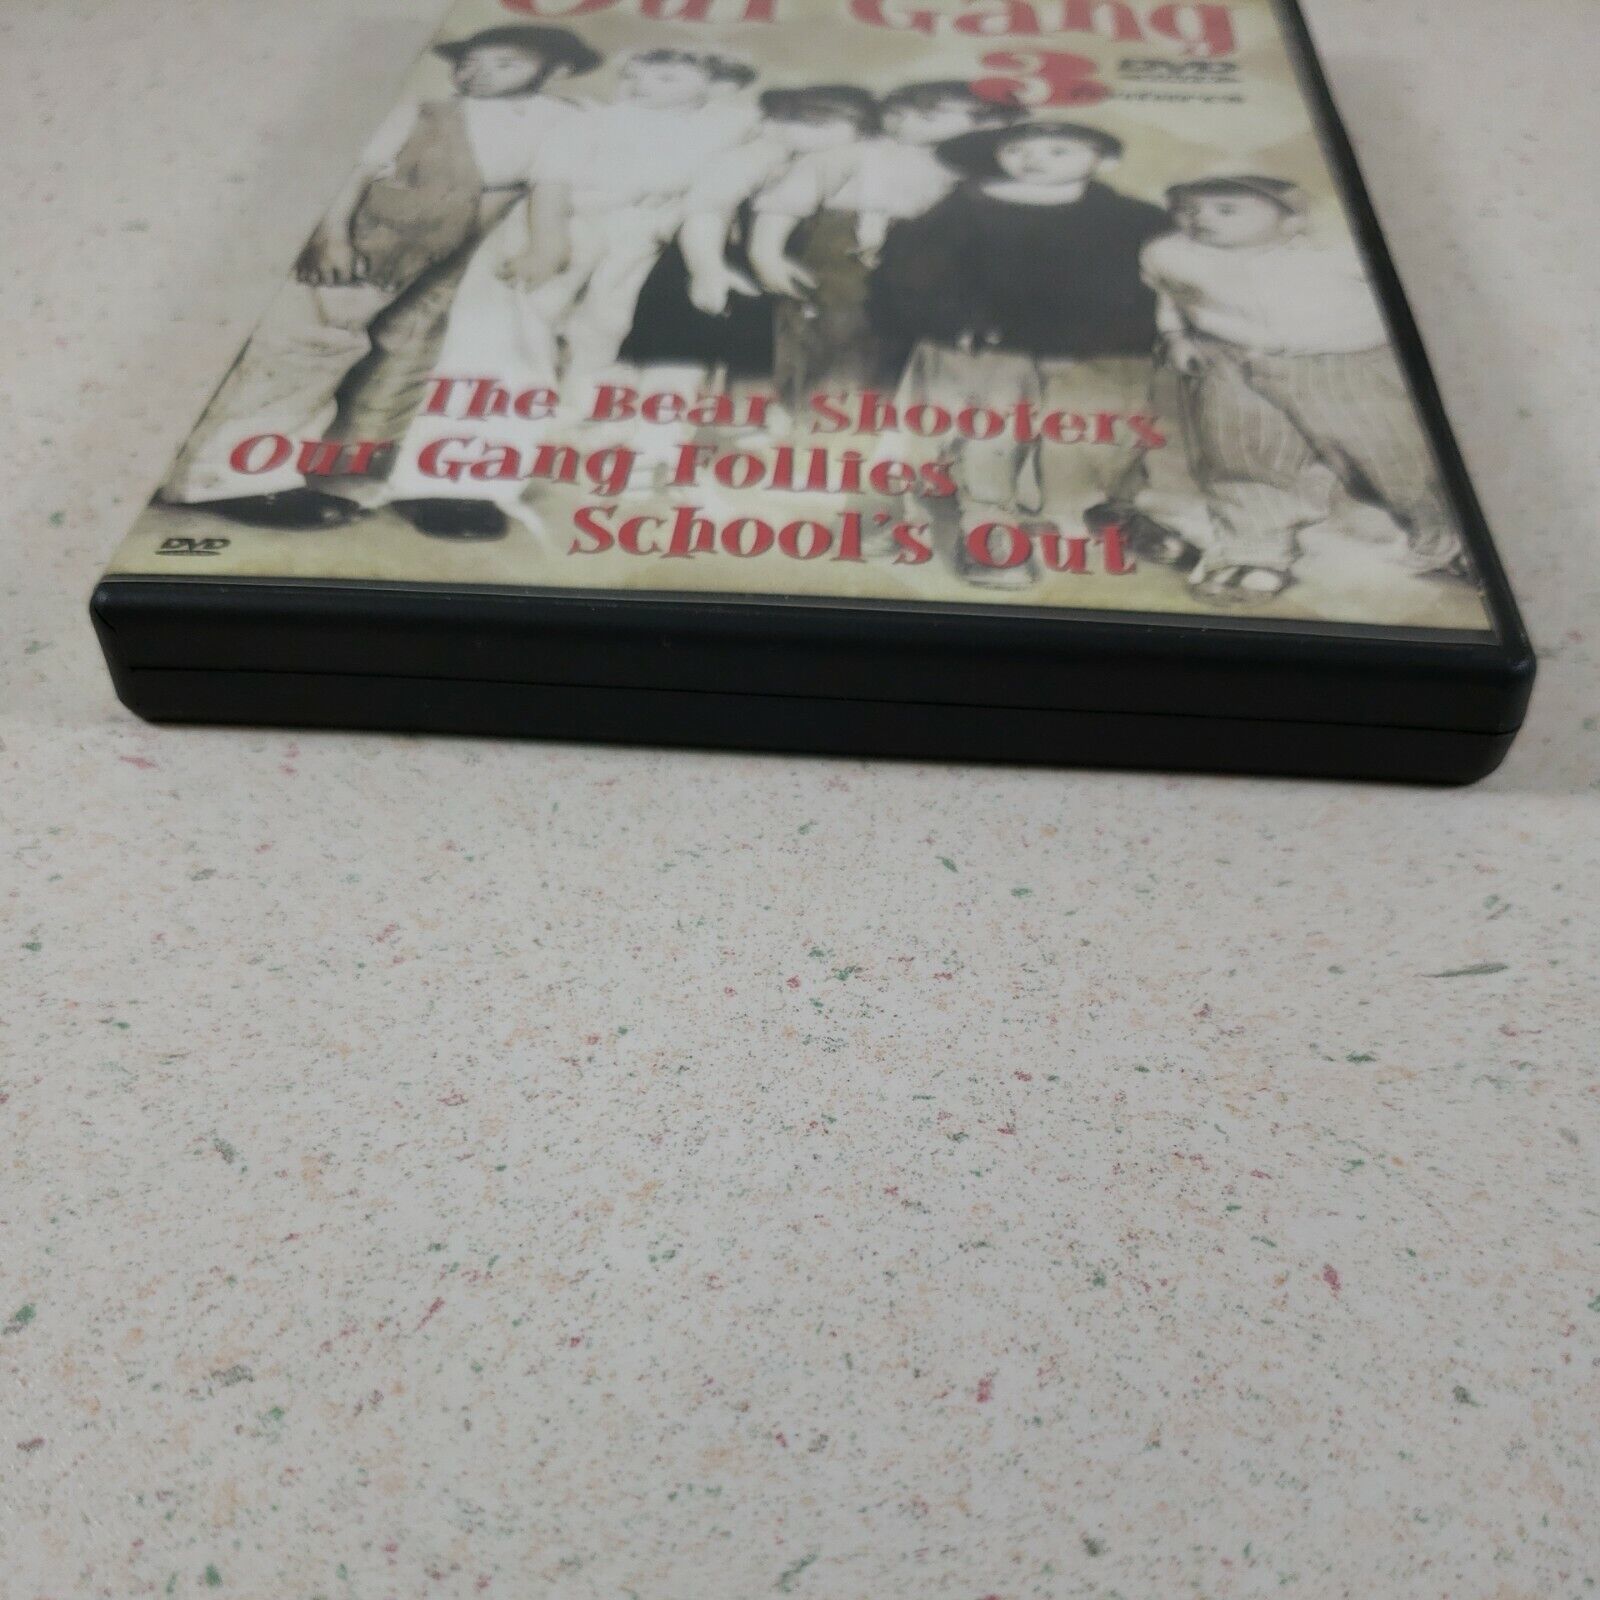 Our Gang
3 DVD
The Bear Shooters
Our Gang Follies
School's Out
DVD